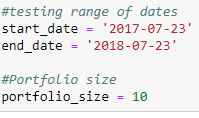 #testing range of dates
start_date = '2017-07-23'
end_date = '2018-07-23'
#Portfolio size
portfolio_size = 10